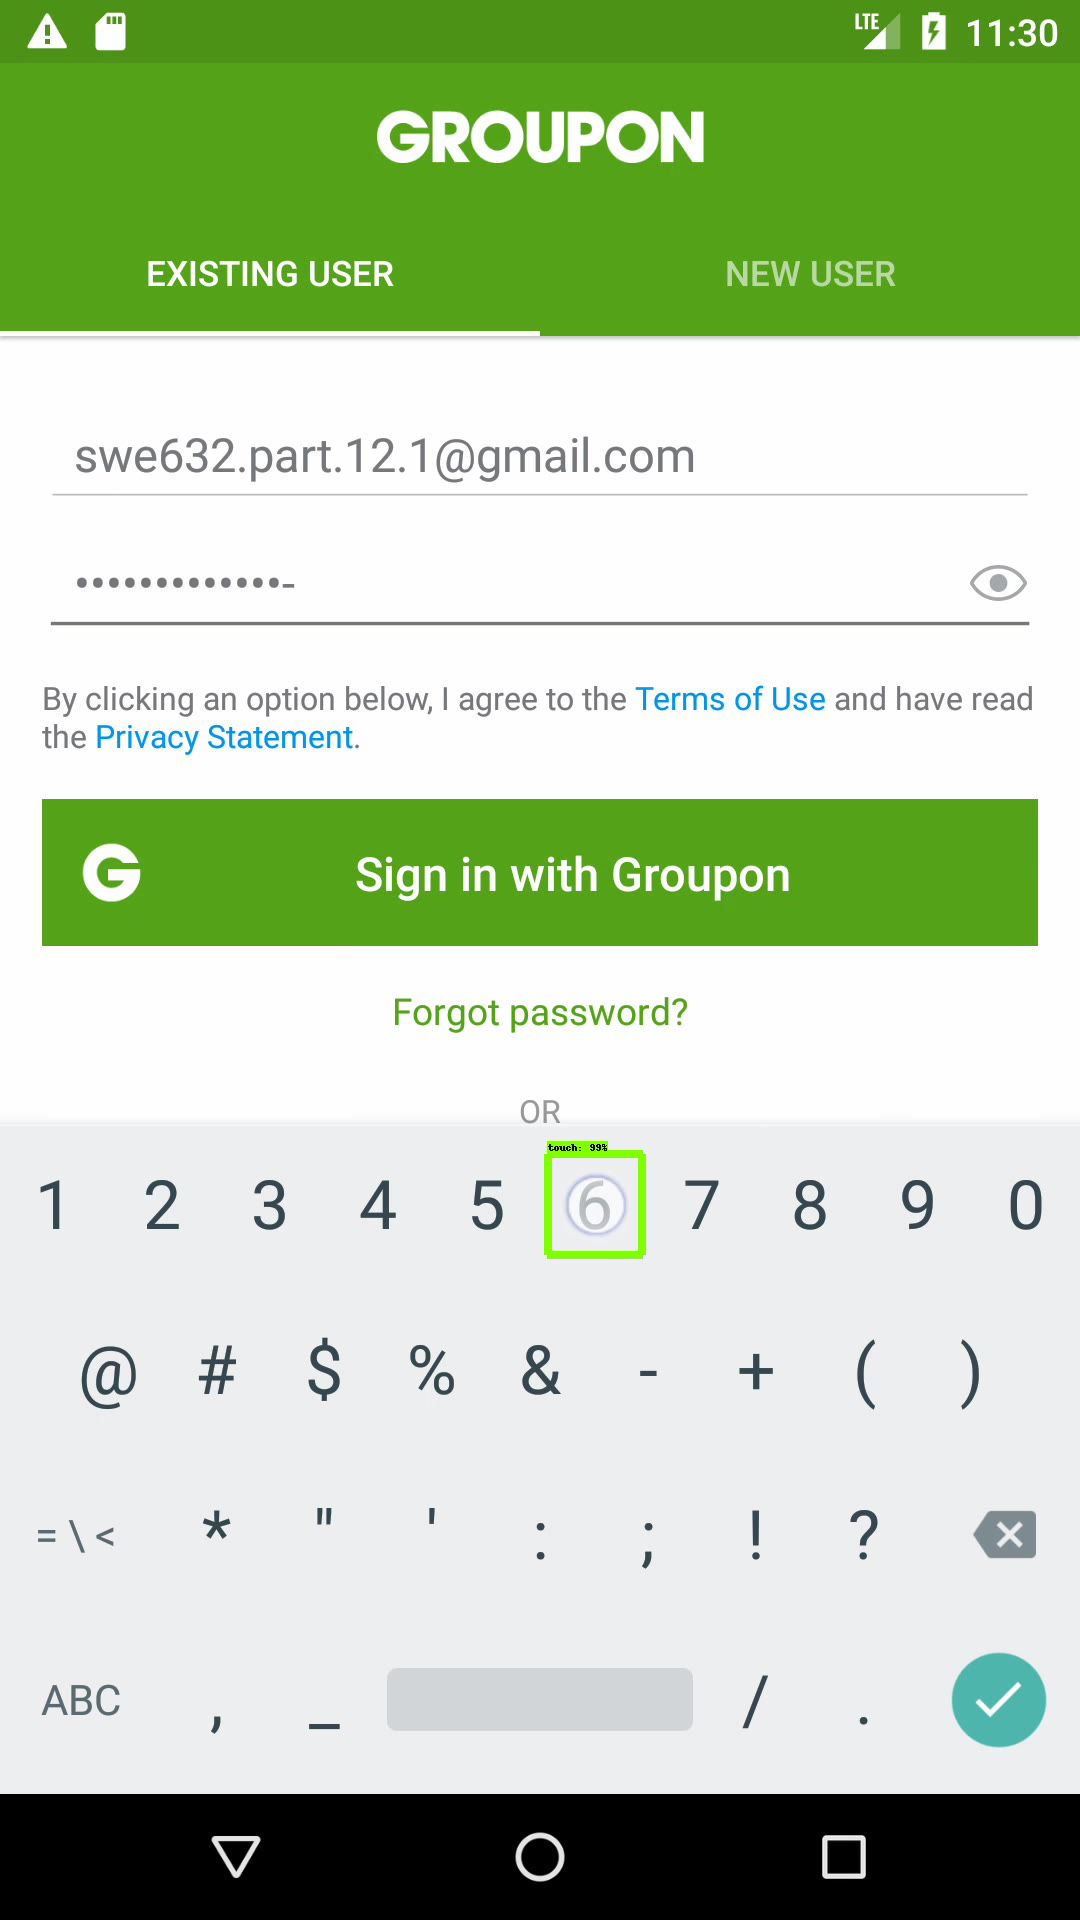 LTE 11:30
GROUPON
EXISTING USER NEW USER
swe632.part.12.1@gmail.com
•••••••••••••-
By clicking an option below, I agree to the Terms of Use and have read
the Privacy Statement.
G Sign in with Groupon
Forgot password?
OR
touch: 99%
1 2 3 4 5 6 7 8 9 0
@ # $ % & - + ( )
= \ < * " ' : ; ! ?
ABC , _ / .